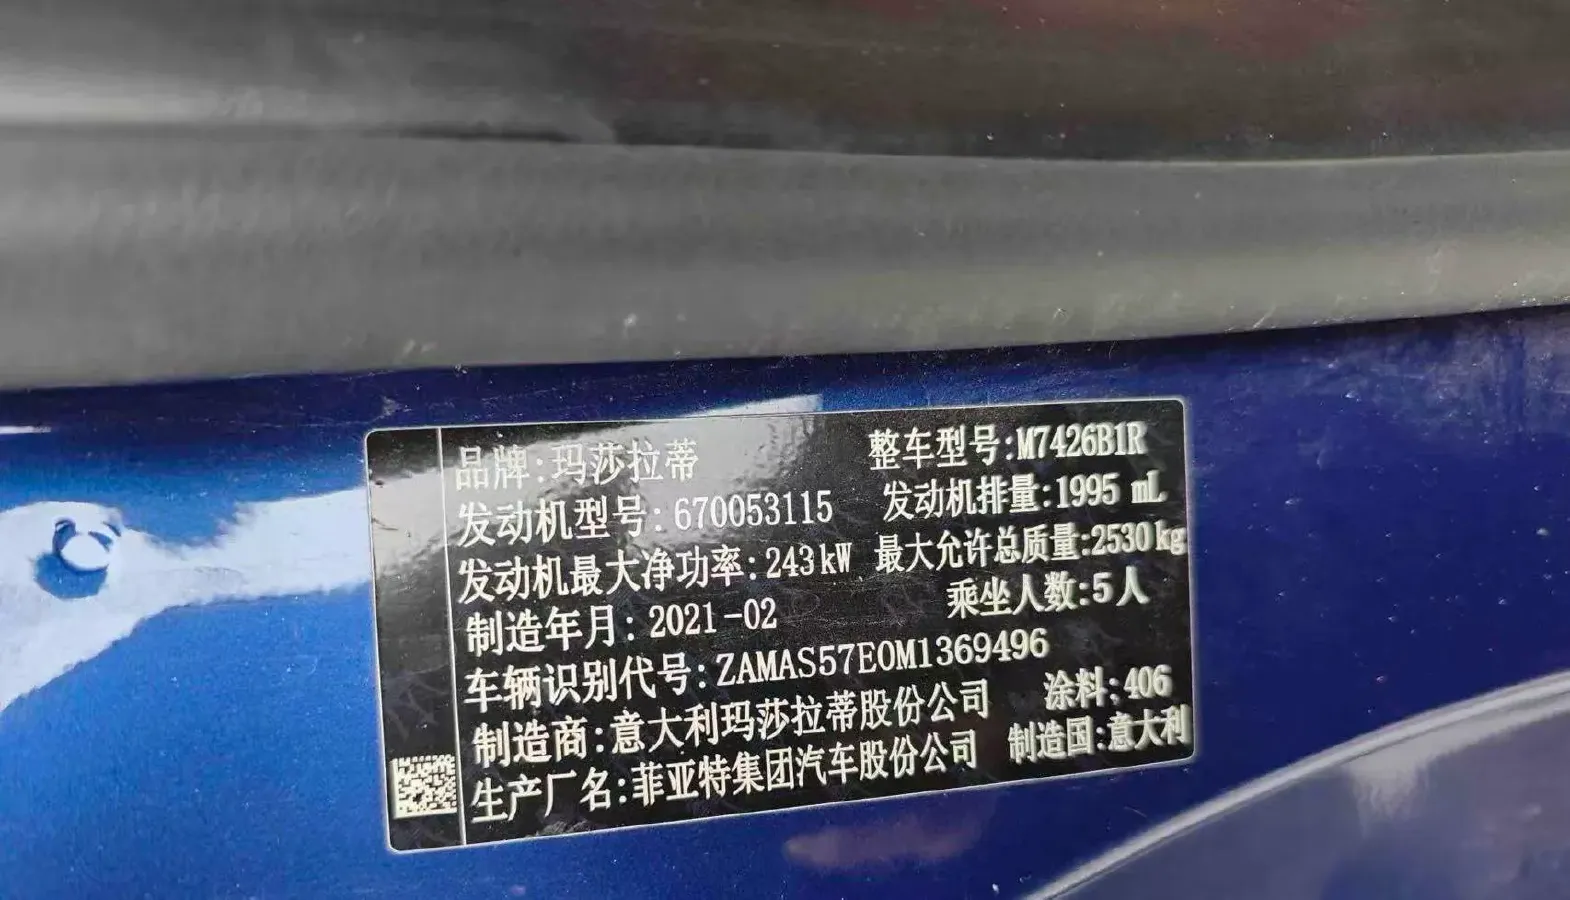 品牌:玛莎拉蒂 整车型号:M7426B1R
发动机型号:670053115 发动机排量:1995 mL
发动机最大净功率:243kW 最大允许总质量:2530kg
制造年月:2021-02 乘坐人数:5人
车辆识别代号:ZAMAS57E0M1369496
制造商:意大利玛莎拉蒂股份公司 涂料:406
生产厂名:菲亚特集团汽车股份公司 制造国:意大利